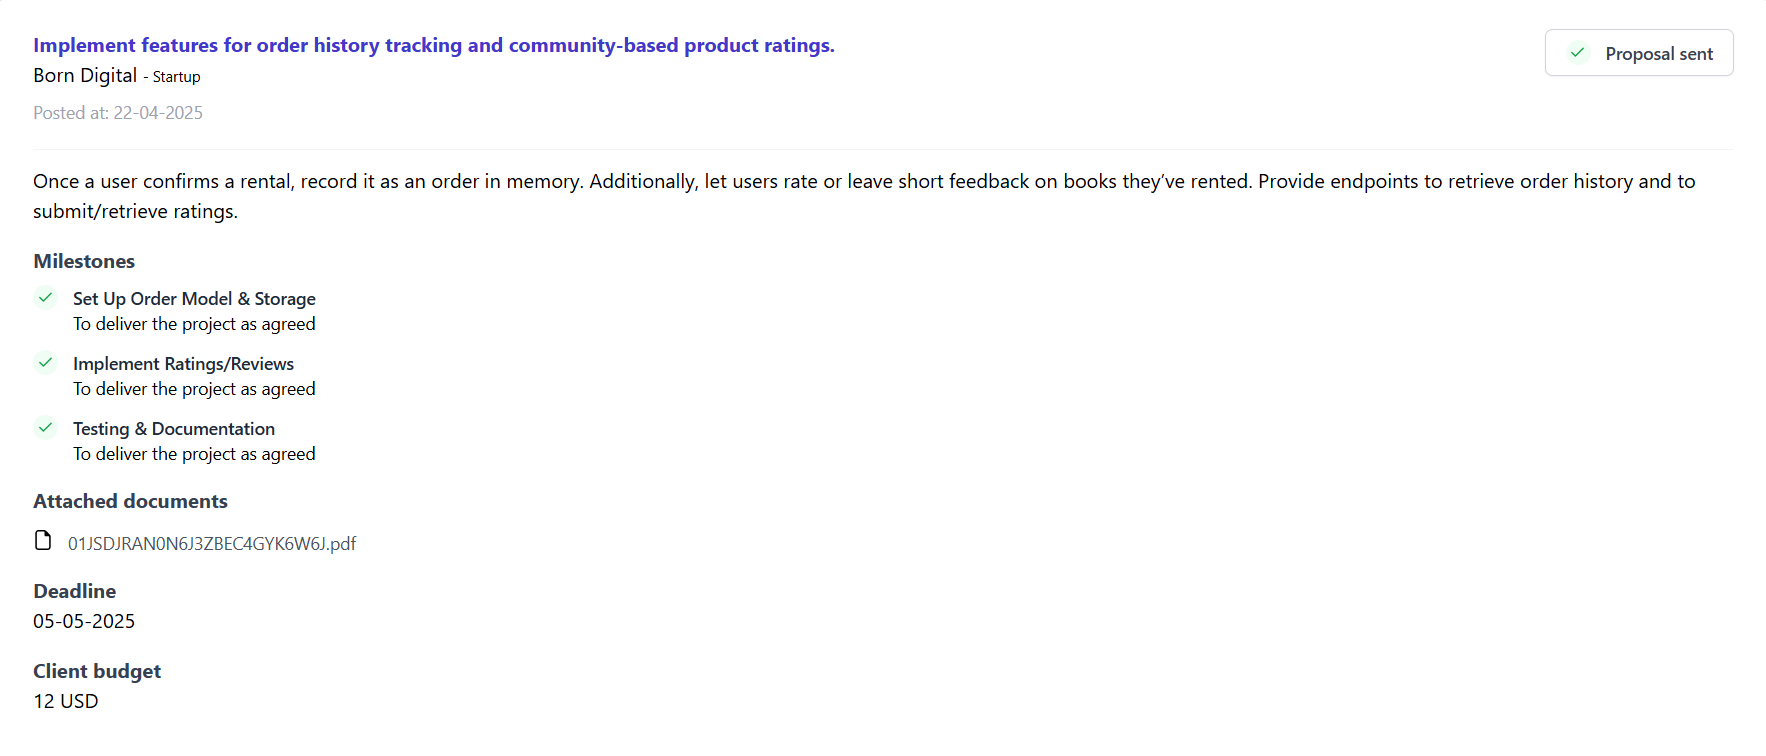 Implement features for order history tracking and community-based product ratings.
Proposal sent
Born Digital - Startup
Posted at: 22-04-2025
Once a user confirms a rental, record it as an order in memory. Additionally, let users rate or leave short feedback on books they’ve rented. Provide endpoints to retrieve order history and to
submit/retrieve ratings.
Milestones
Set Up Order Model & Storage
To deliver the project as agreed
Implement Ratings/Reviews
To deliver the project as agreed
Testing & Documentation
To deliver the project as agreed
Attached documents
01JSDJRAN0N6J3ZBEC4GYK6W6J.pdf
Deadline
05-05-2025
Client budget
12 USD